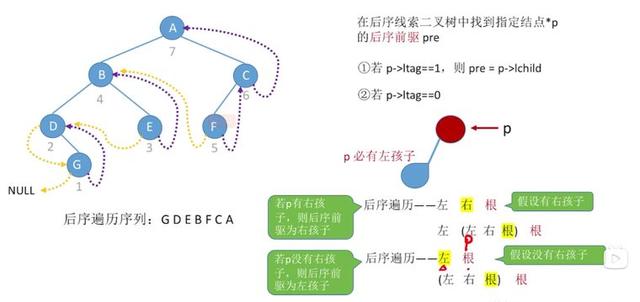 A
7
B
4
C
6
D
2
E
3
F
5
G
1
NULL
后序遍历序列：G D E B F C A
在后序线索二叉树中找到指定结点*p
的后序前驱 pre
①若 p->ltag==1，则 pre = p->lchild
②若 p->ltag==0
p
p 必有左孩子
若p有右孩
子，则后序前
驱为右孩子
后序遍历——左 右 根
假设有右孩子
左 (左 右 根) 根
p
若p没有右孩
子，则后序前
驱为左孩子
后序遍历——左 根
假设没有右孩子
(左 右 根) 根